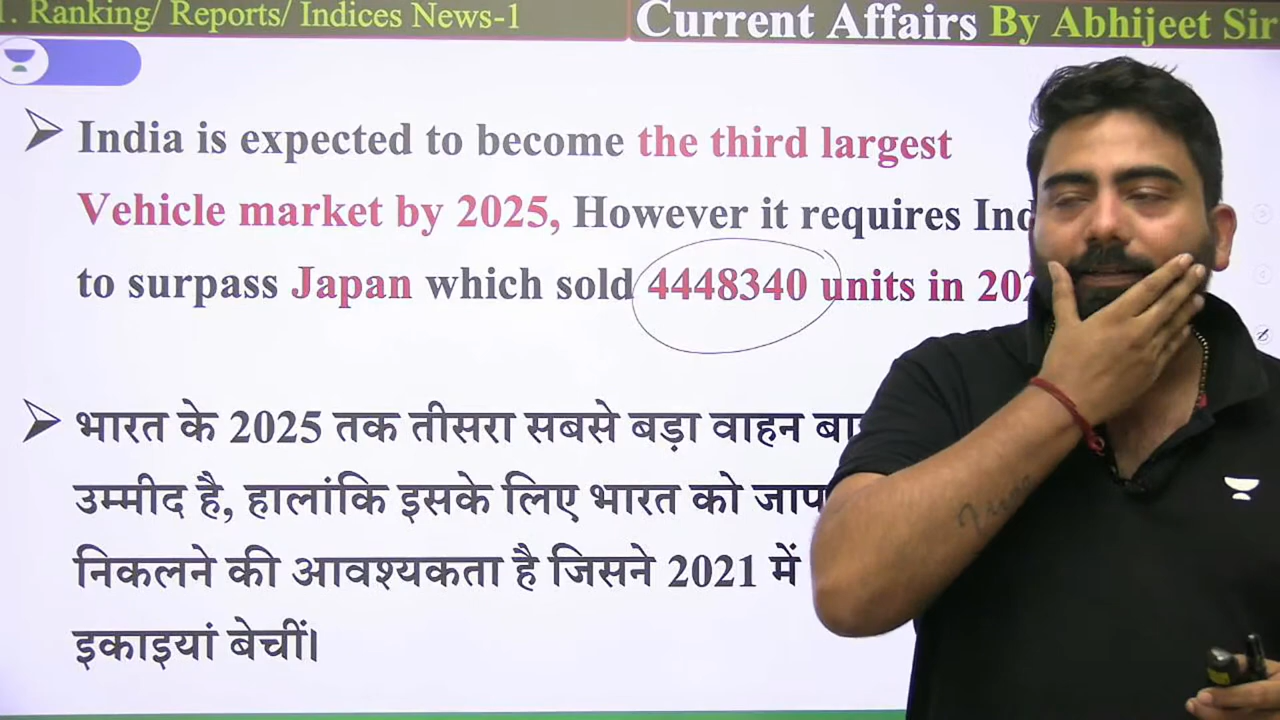 1. Ranking/ Reports/ Indices News-1
Current Affairs By Abhijeet Sir
India is expected to become the third largest
Vehicle market by 2025, However it requires
to surpass Japan which sold 4448340 units in
भारत के 2025 तक तीसरा सबसे बड़ा वाहन
उम्मीद है, हालांकि इसके लिए भारत को
निकलने की आवश्यकता है जिसने 2021 में
इकाइयां बेचीं।